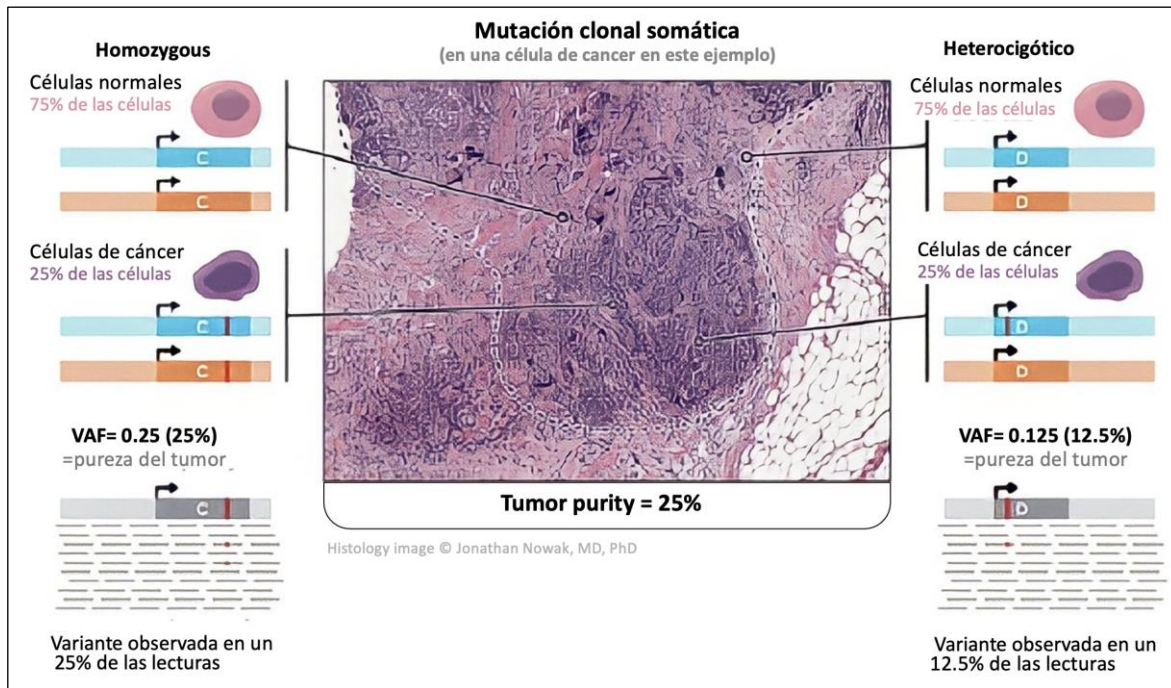 Mutación clonal somática
(en una célula de cancer en este ejemplo)
Homozygous
Células normales
75% de las células
C
C
Células de cáncer
25% de las células
C
C
VAF= 0.25 (25%)
=pureza del tumor
C
Variante observada en un
25% de las lecturas
Tumor purity = 25%
Histology image © Jonathan Nowak, MD, PhD
Heterocigótico
Células normales
75% de las células
D
D
Células de cáncer
25% de las células
D
D
VAF= 0.125 (12.5%)
=pureza del tumor
D
Variante observada en un
12.5% de las lecturas